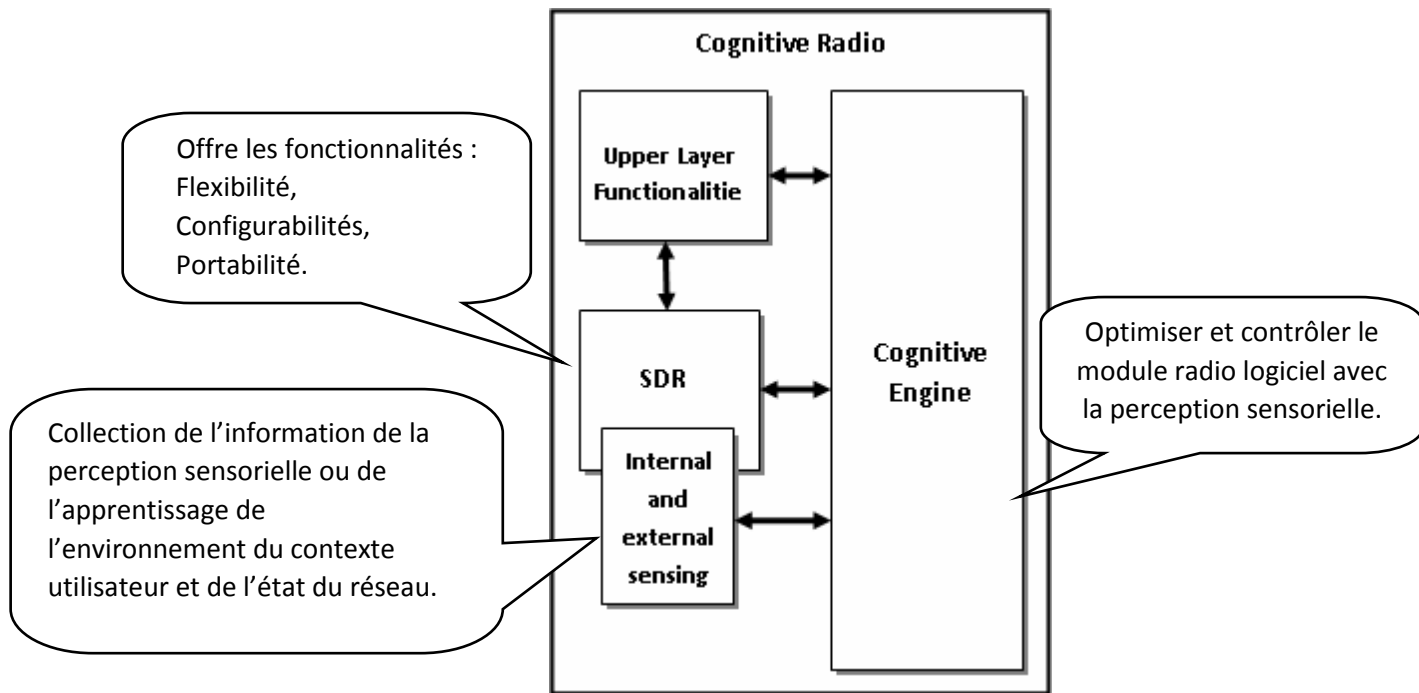 Cognitive Radio
Offre les fonctionnalités :
Flexibilité,
Configurabilités,
Portabilité.
Upper Layer
Functionalitie
SDR
Cognitive
Engine
Optimiser et contrôler le
module radio logiciel avec
la perception sensorielle.
Collection de l’information de la
perception sensorielle ou de
l’apprentissage de
l’environnement du contexte
utilisateur et de l’état du réseau.
Internal
and
external
sensing